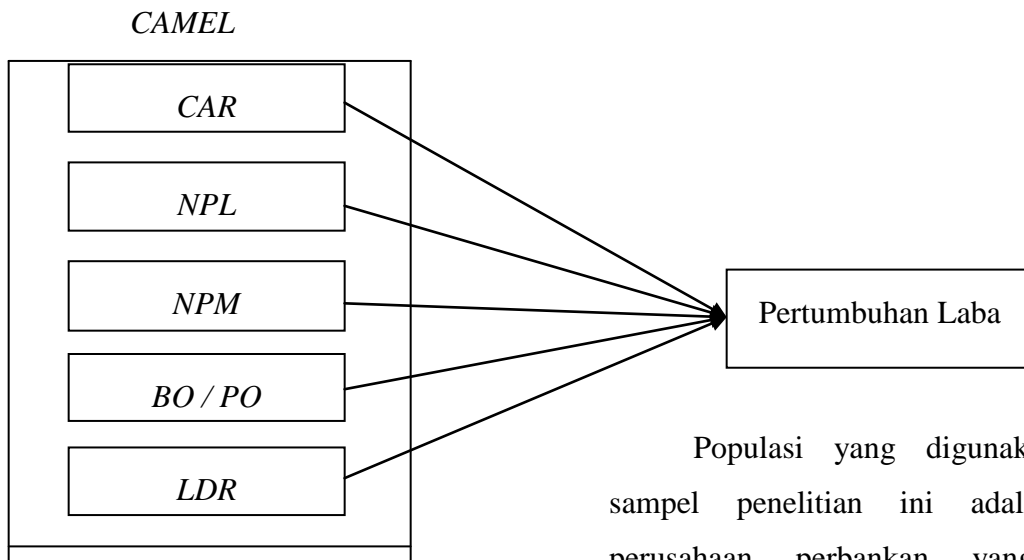 CAMEL
CAR
NPL
NPM
BO / PO
LDR
Pertumbuhan Laba
Populasi yang digunak
sampel penelitian ini adal
perusahaan perbankan yang